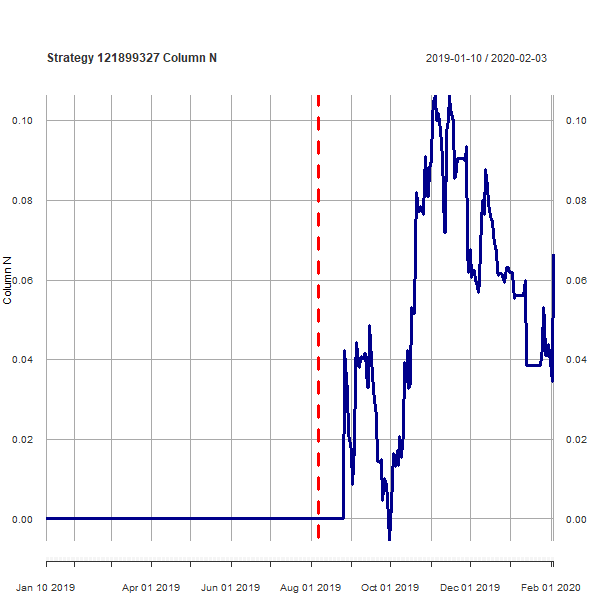 Strategy 121899327 Column N
2019-01-10 / 2020-02-03
0.10
0.08
0.06
0.04
0.02
0.00
Column N
0.10
0.08
0.06
0.04
0.02
0.00
Jan 10 2019
Apr 01 2019
Jun 01 2019
Aug 01 2019
Oct 01 2019
Dec 01 2019
Feb 01 2020